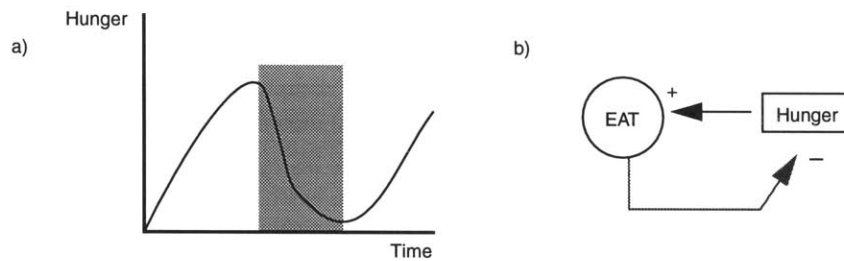 Hunger
a)
Time
b)
EAT
+
Hunger
–